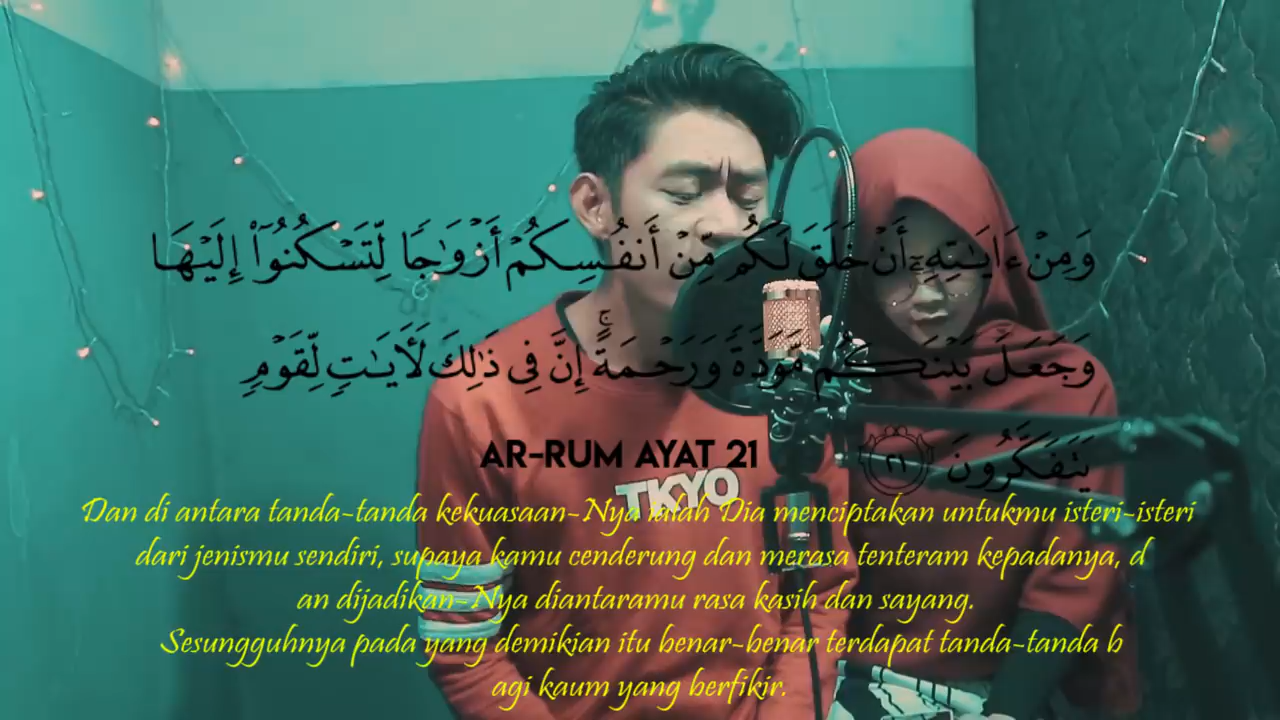 وَمِنْ ءَايَٰتِهِۦٓ أَنْ خَلَقَ لَكُم مِّنْ أَنفُسِكُمْ أَزْوَٰجًا لِّتَسْكُنُوٓا۟ إِلَيْهَا
وَجَعَلَ بَيْنَكُم مَّوَدَّةً وَرَحْمَةً ۚ إِنَّ فِى ذَٰلِكَ لَـَٔايَٰتٍ لِّقَوْمٍ
يَتَفَكَّرُونَ ٢١
AR-RUM AYAT 21
TKYO
Dan di antara tanda-tanda kekuasaan-Nya ialah Dia menciptakan untukmu isteri-isteri
dari jenismu sendiri, supaya kamu cenderung dan merasa tenteram kepadanya, d
an dijadikan-Nya diantaramu rasa kasih dan sayang.
Sesungguhnya pada yang demikian itu benar-benar terdapat tanda-tanda b
agi kaum yang berfikir.